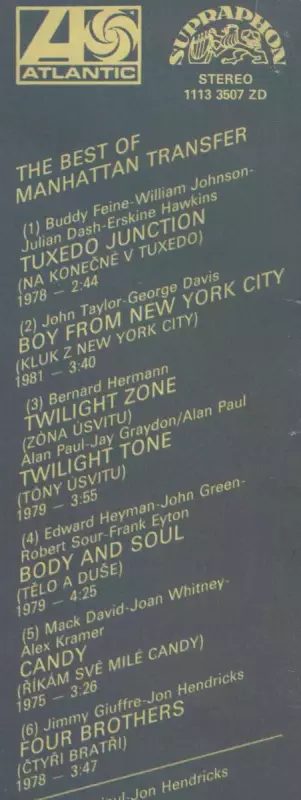 ATLANTIC
SUPRAPHON
STEREO
1113 3507 ZD
THE BEST OF
MANHATTAN TRANSFER
(1) Buddy Feine-William Johnson-
Julian Dash-Erskine Hawkins
TUXEDO JUNCTION
(NA KONEČNÉ V TUXEDO)
1978 — 2:44
(2) John Taylor-George Davis
BOY FROM NEW YORK CITY
(KLUK Z NEW YORK CITY)
1981 — 3:40
(3) Bernard Hermann
TWILIGHT ZONE
(ZÓNA ÚSVITU)
Alan Paul-Jay Graydon/Alan Paul
TWILIGHT TONE
(TÓNY ÚSVITU)
1979 — 3:55
(4) Edward Heyman-John Green-
Robert Sour-Frank Eyton
BODY AND SOUL
(TĚLO A DUŠE)
1979 — 4:25
(5) Mack David-Joan Whitney-
Alex Kramer
CANDY
(ŘÍKÁM SVÉ MILÉ CANDY)
1975 — 3:26
(6) Jimmy Giuffre-Jon Hendricks
FOUR BROTHERS
(ČTYŘI BRATŘI)
1978 — 3:47
-Jon Hendricks